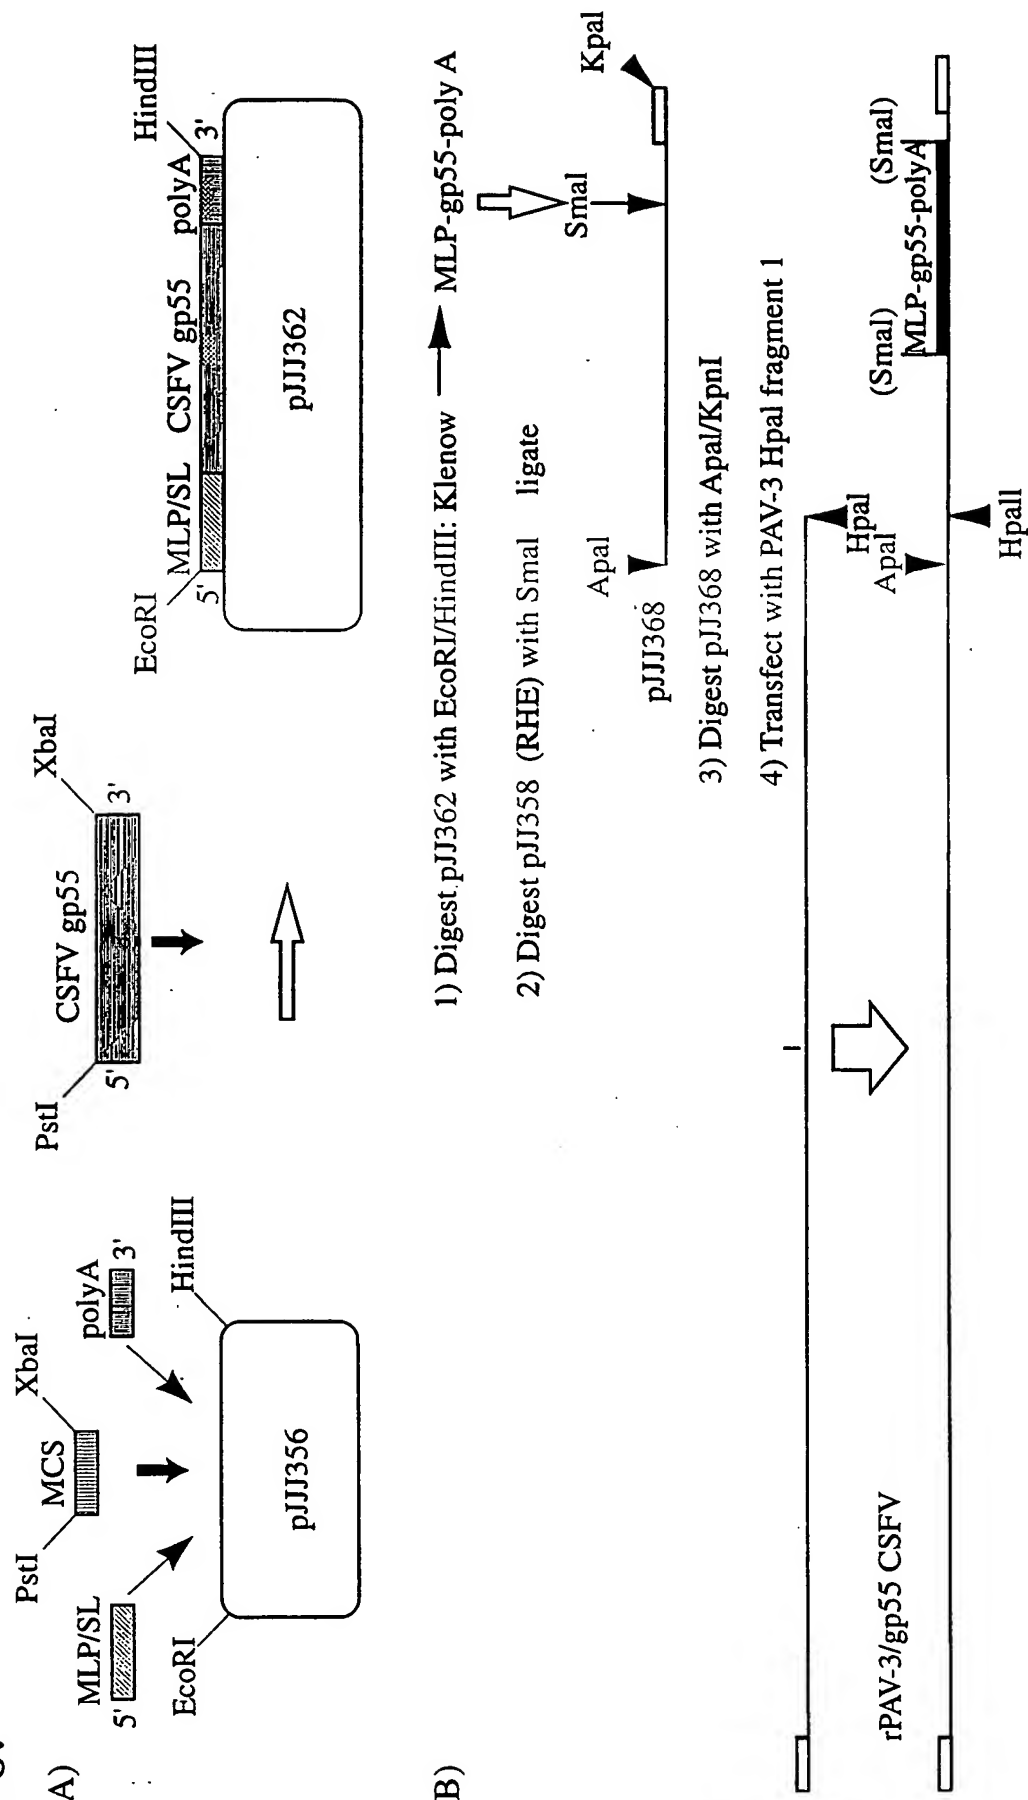 A)
PstI
MCS
XbaI
MLP/SL
5'
polyA
3'
EcoRI
HindIII
pJJJ356
PstI
CSFV gp55
XbaI
5'
3'
EcoRI
MLP/SL
CSFV gp55
polyA
HindIII
5'
3'
pJJJ362
B)
1) Digest pJJ362 with EcoRI/HindIII: Klenow
MLP-gp55-poly A
2) Digest pJJ358 (RHE) with SmaI ligate
SmaI
ApaI
KpaI
pJJJ368
3) Digest pJJ368 with ApaI/KpnI
4) Transfect with PAV-3 HpaI fragment 1
I
HpaI
ApaI
(SmaI)
(SmaI)
MLP-gp55-polyA
rPAV-3/gp55 CSFV
HpaII